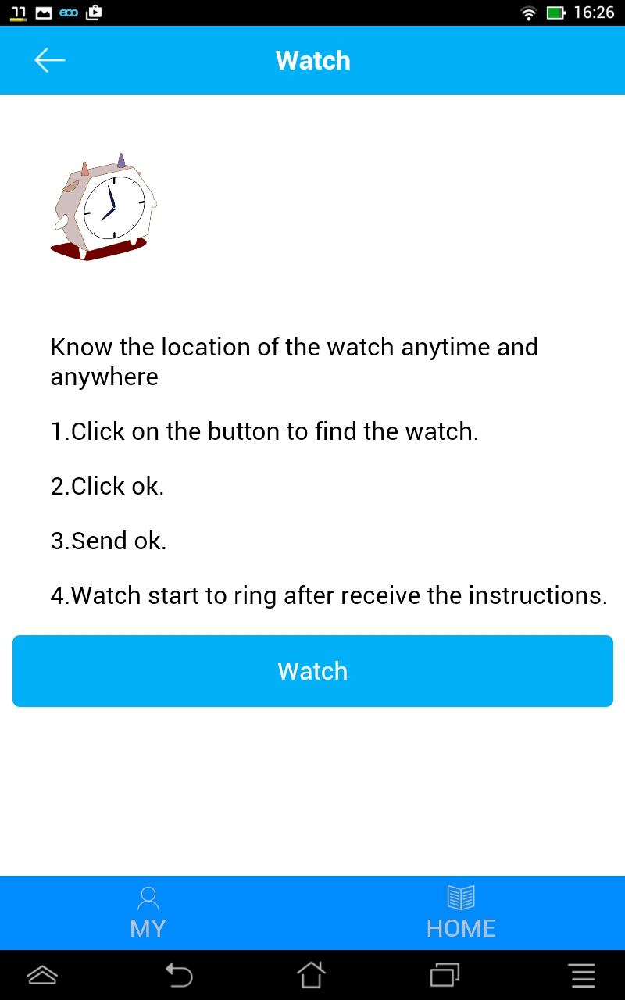 77
eco
16:26
Watch
Know the location of the watch anytime and
anywhere
1.Click on the button to find the watch.
2.Click ok.
3.Send ok.
4.Watch start to ring after receive the instructions.
Watch
MY
HOME